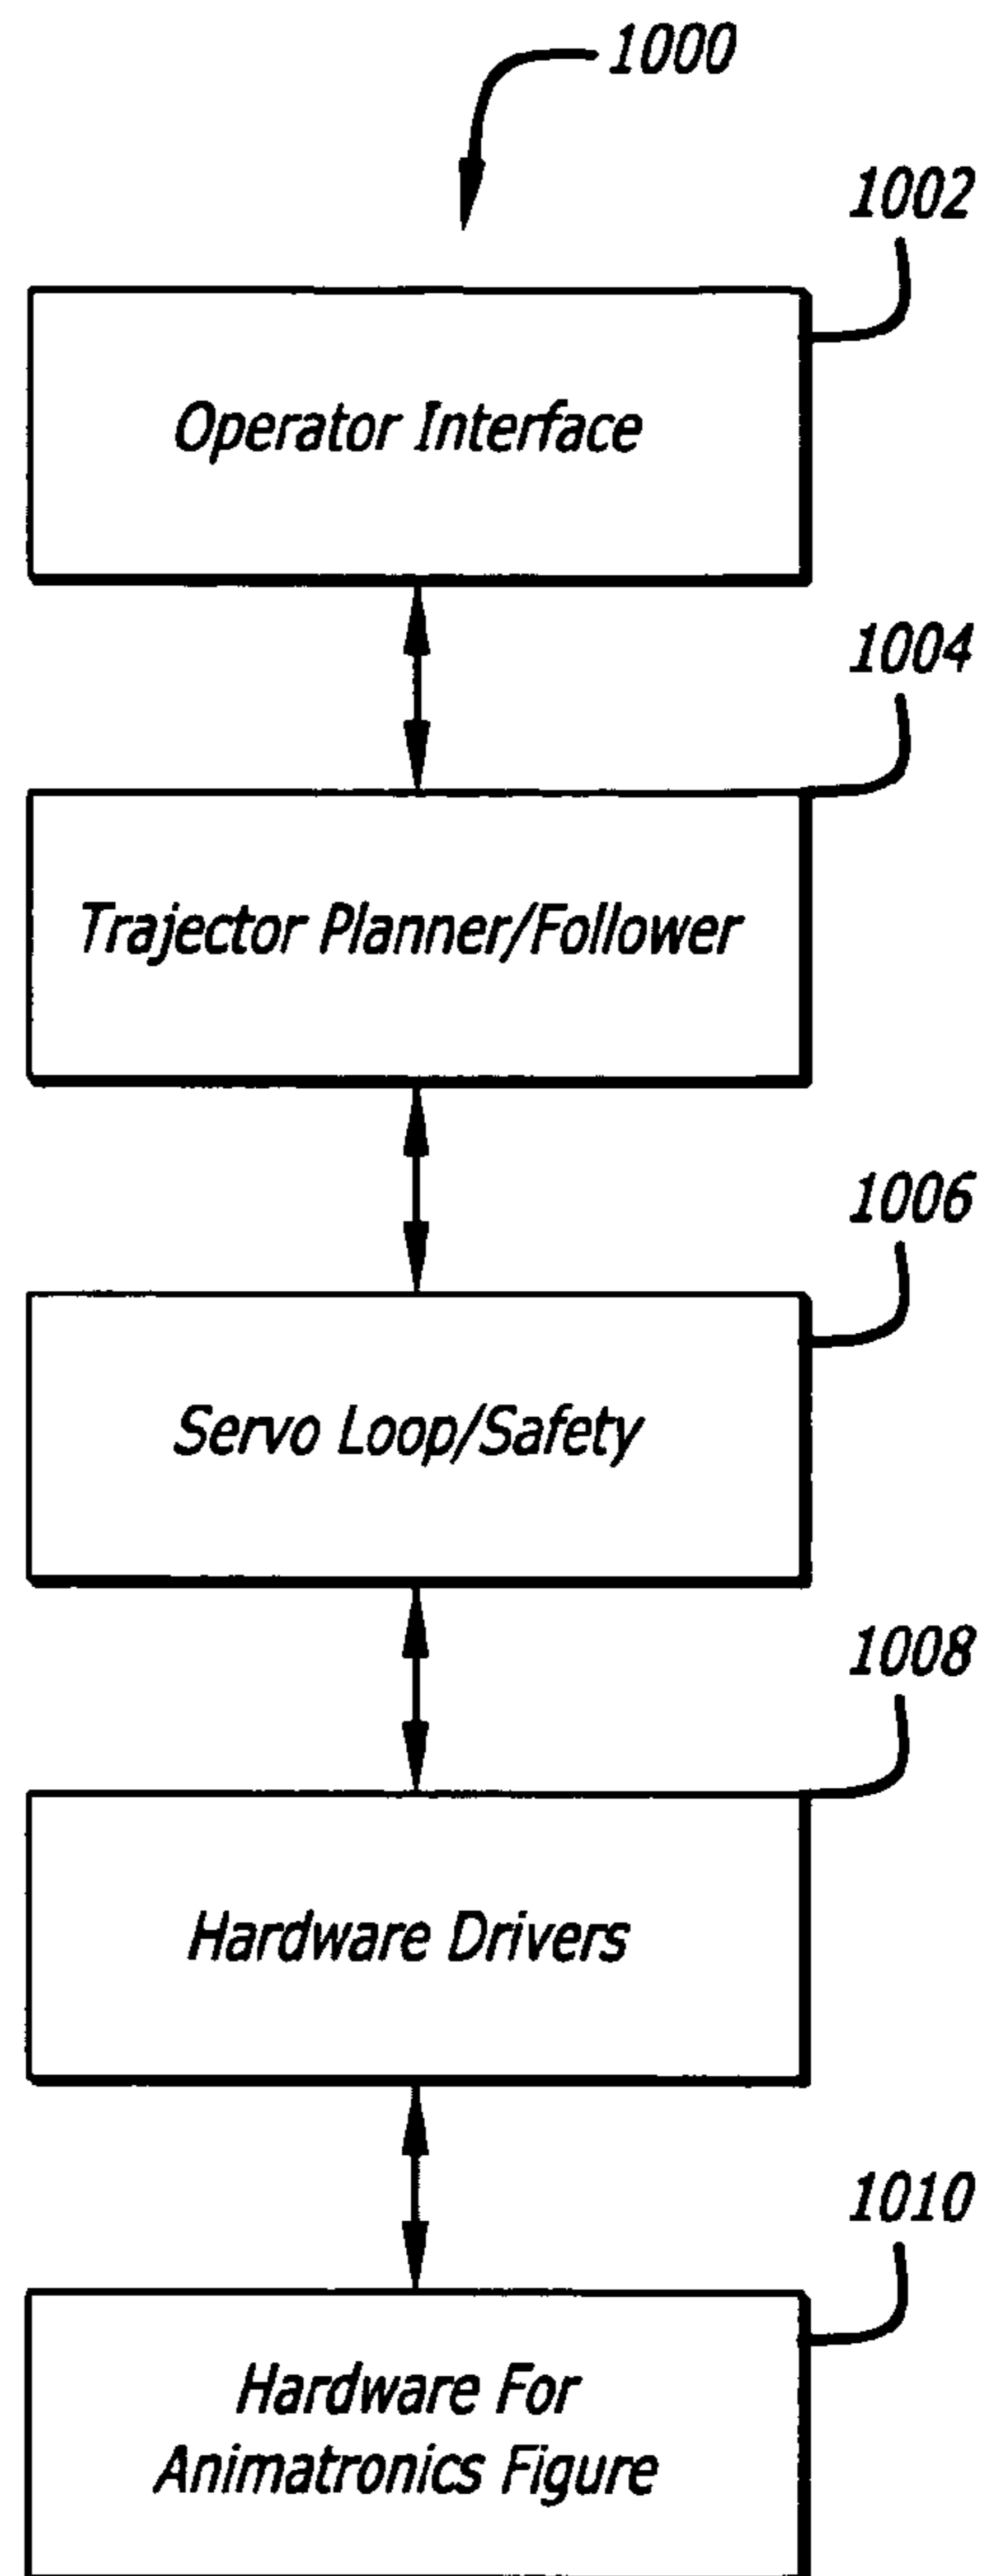 1000
1002
Operator Interface
1004
Trajector Planner/Follower
1006
Servo Loop/Safety
1008
Hardware Drivers
1010
Hardware For
Animatronics Figure